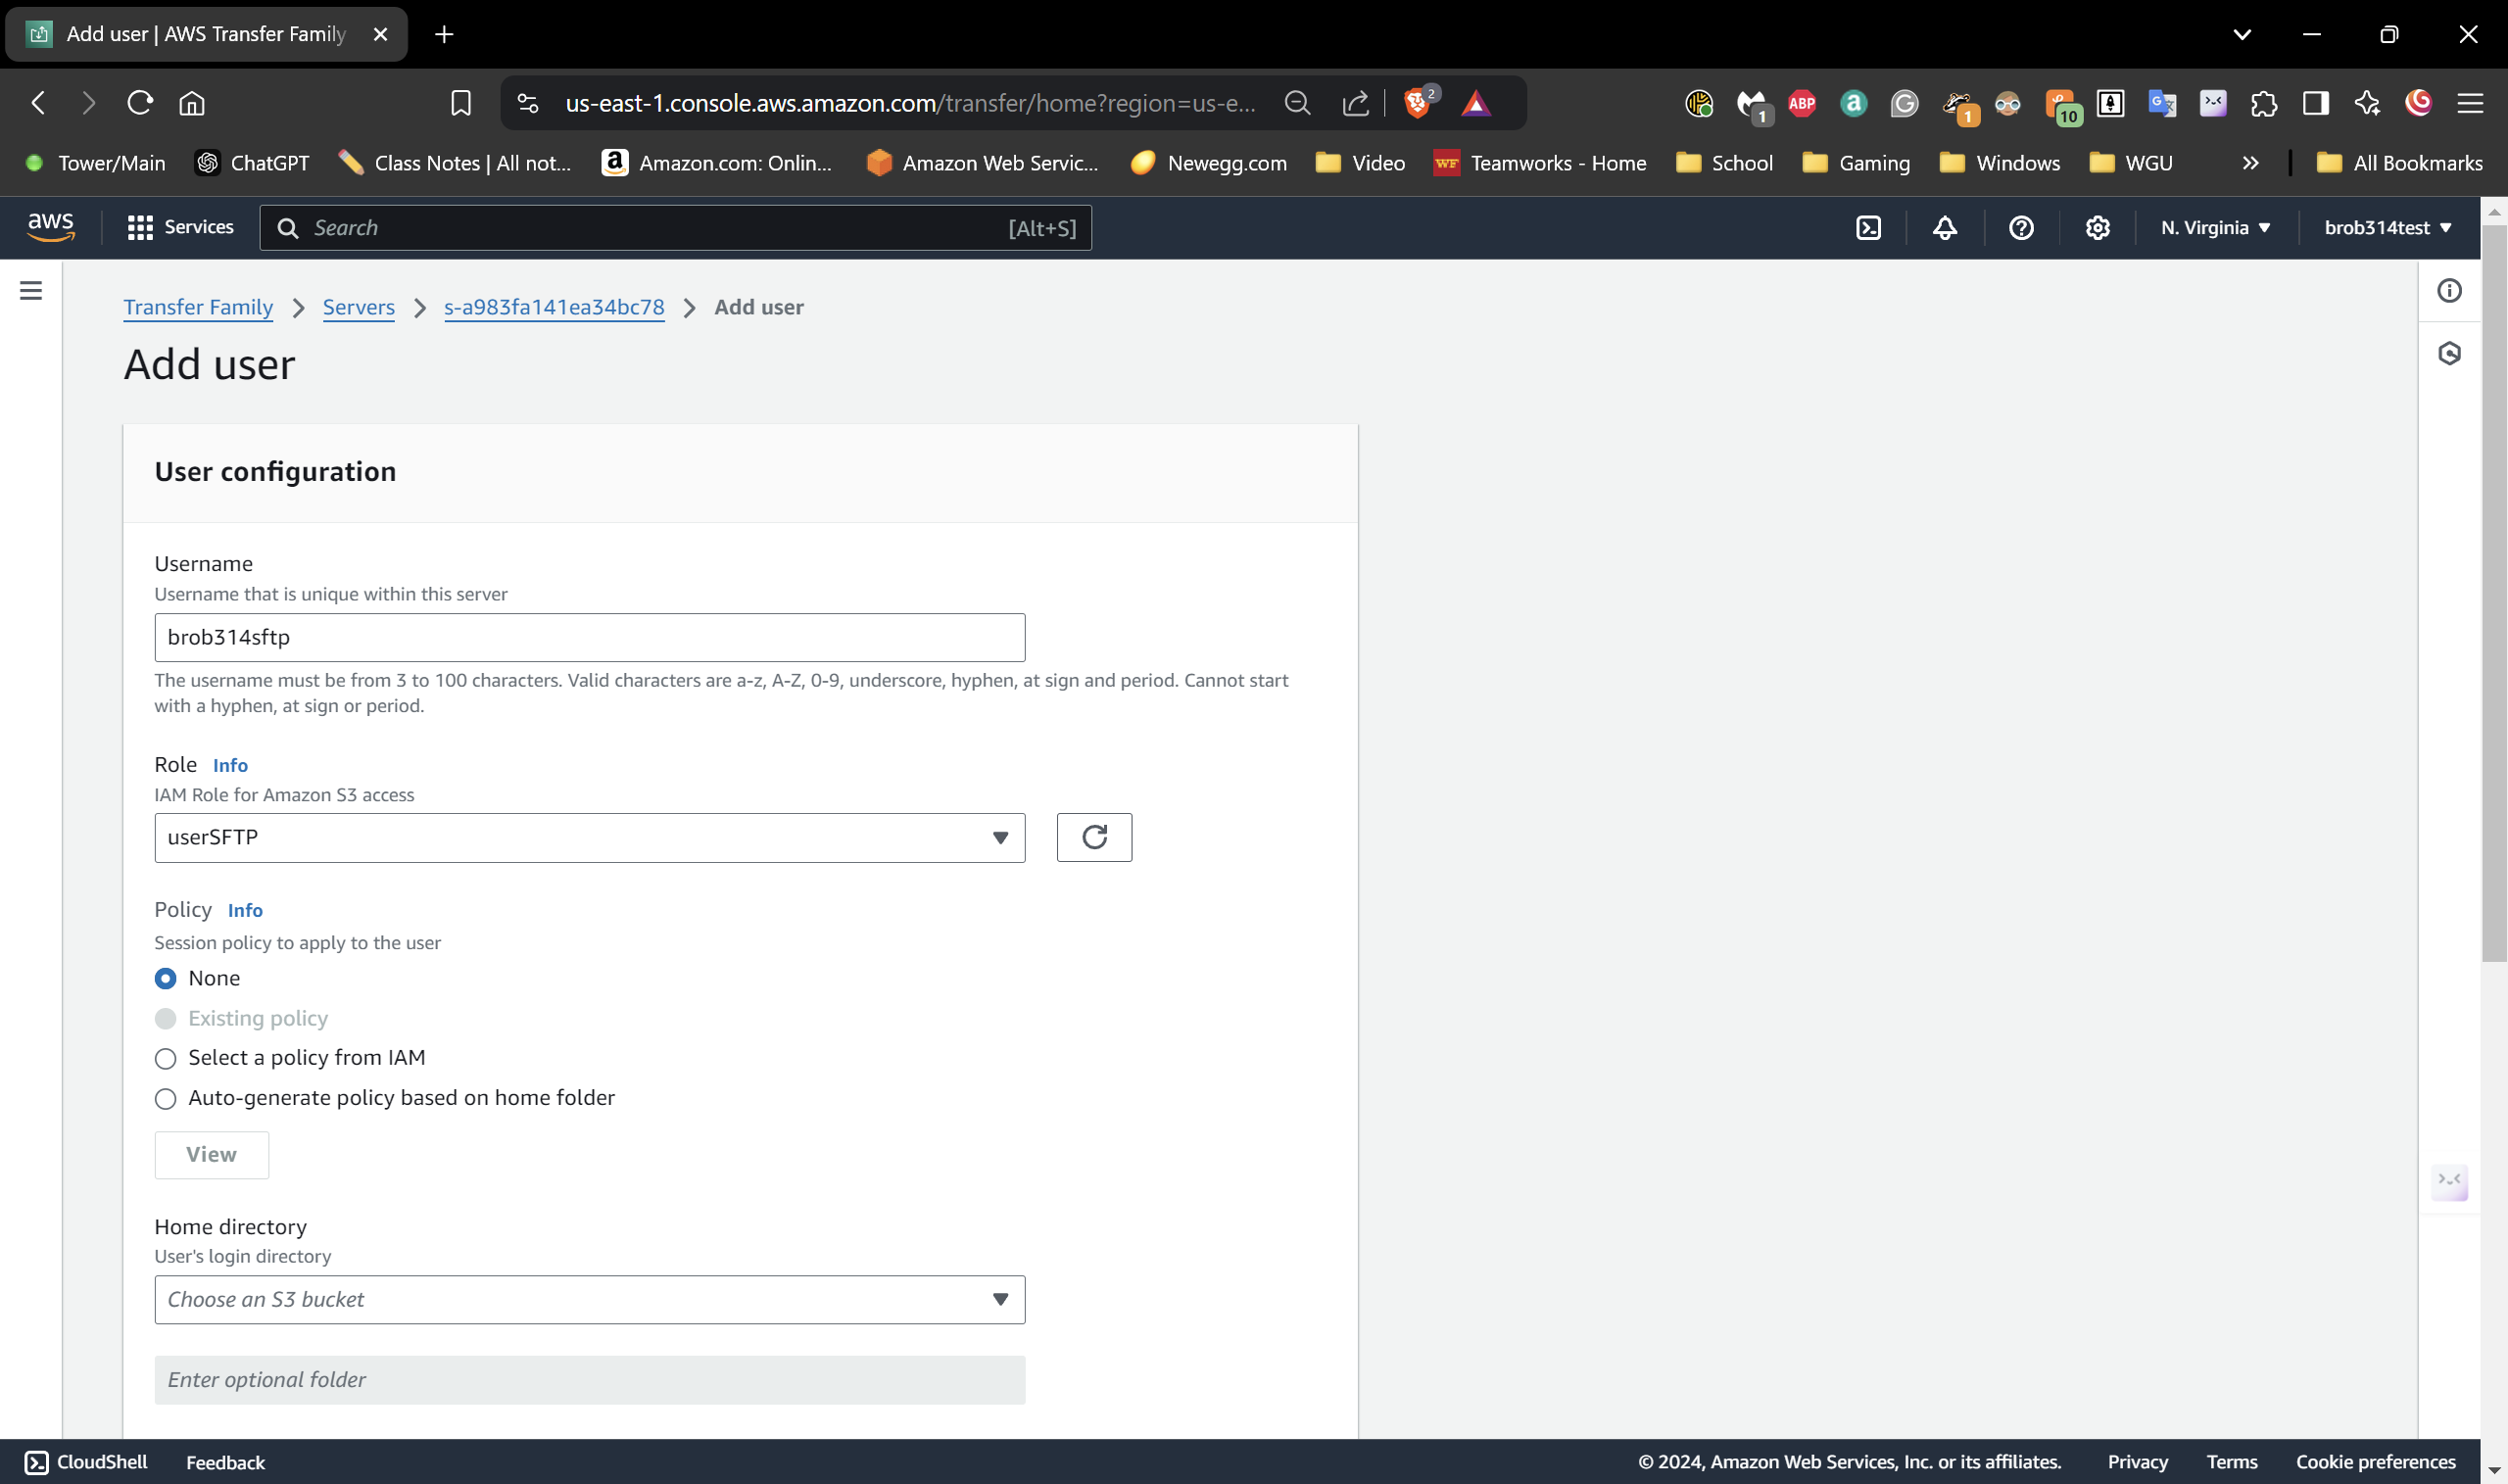 Add user | AWS Transfer Family
us-east-1.console.aws.amazon.com/transfer/home?region=us-e...
2
1
ABP
a
1
10
Tower/Main
ChatGPT
Class Notes | All not...
a
Amazon.com: Onlin...
Amazon Web Servic...
Newegg.com
Video
WF
Teamworks - Home
School
Gaming
Windows
WGU
»
All Bookmarks
aws
Services
Search
[Alt+S]
N. Virginia
brob314test
Transfer Family > Servers > s-a983fa141ea34bc78 > Add user
Add user
User configuration
Username
Username that is unique within this server
brob314sftp
The username must be from 3 to 100 characters. Valid characters are a-z, A-Z, 0-9, underscore, hyphen, at sign and period. Cannot start
with a hyphen, at sign or period.
Role Info
IAM Role for Amazon S3 access
userSFTP
Policy Info
Session policy to apply to the user
None
Existing policy
Select a policy from IAM
Auto-generate policy based on home folder
View
Home directory
User's login directory
Choose an S3 bucket
Enter optional folder
CloudShell
Feedback
© 2024, Amazon Web Services, Inc. or its affiliates.
Privacy
Terms
Cookie preferences